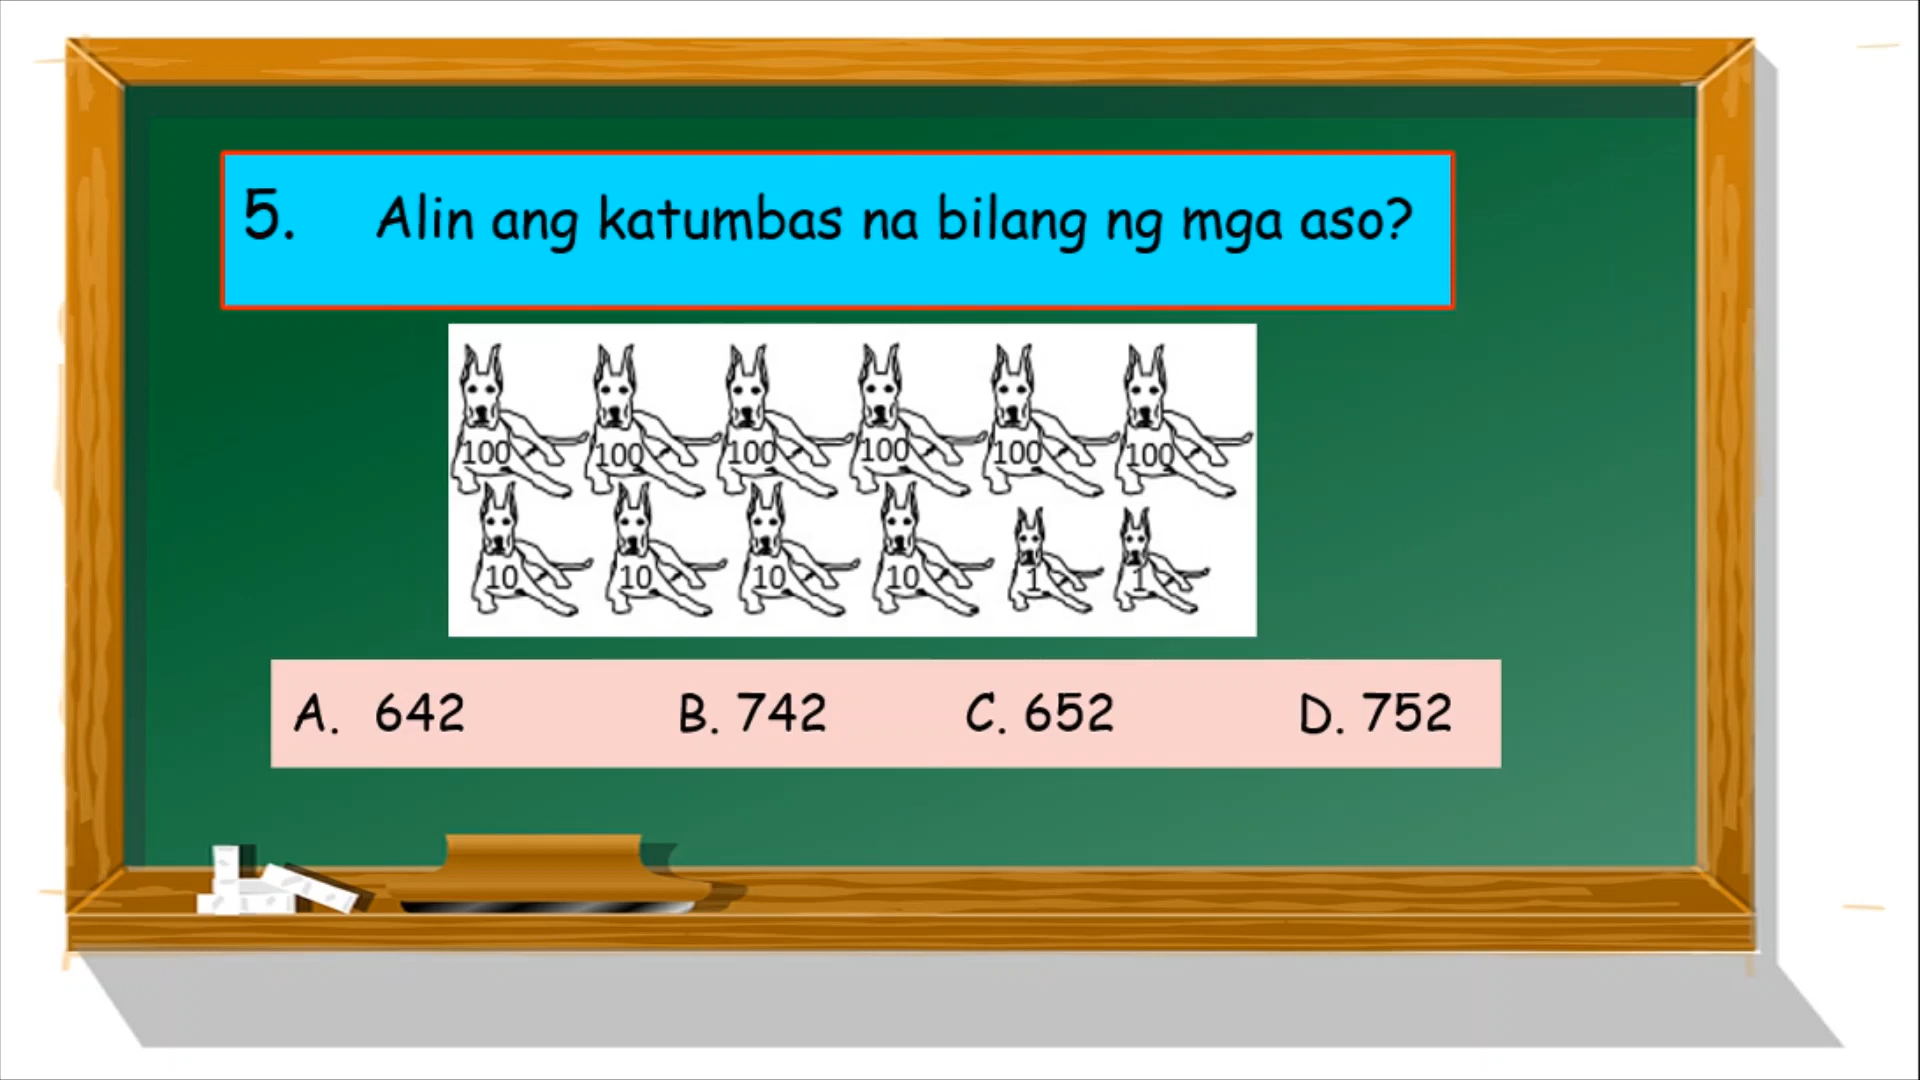 5. Alin ang katumbas na bilang ng mga aso?
100 100 100 100 100 100
10 10 10 10 1 1
A. 642 B. 742 C. 652 D. 752